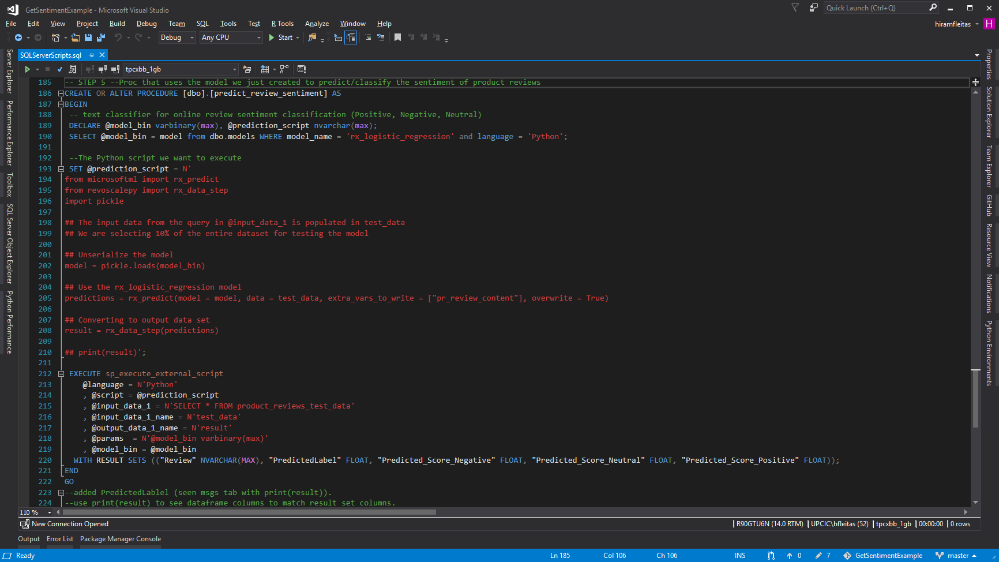 GetSentimentExample - Microsoft Visual Studio
Quick Launch (Ctrl+Q)
File Edit View Project Build Debug Team SQL Tools Test R Tools Analyze Window Help
hiramfleitas H
Debug Any CPU Start
SQLServerScripts.sql
tpcxbb_1gb
Server Explorer
Performance Explorer
Toolbox
SQL Server Object Explorer
Python Performance
185 -- STEP 5 --Proc that uses the model we just created to predict/classify the sentiment of product reviews
186 CREATE OR ALTER PROCEDURE [dbo].[predict_review_sentiment] AS
187 BEGIN
188 -- text classifier for online review sentiment classification (Positive, Negative, Neutral)
189 DECLARE @model_bin varbinary(max), @prediction_script nvarchar(max);
190 SELECT @model_bin = model from dbo.models WHERE model_name = 'rx_logistic_regression' and language = 'Python';
191
192 --The Python script we want to execute
193 SET @prediction_script = N'
194 from microsoftml import rx_predict
195 from revoscalepy import rx_data_step
196 import pickle
197
198 ## The input data from the query in @input_data_1 is populated in test_data
199 ## We are selecting 10% of the entire dataset for testing the model
200
201 ## Unserialize the model
202 model = pickle.loads(model_bin)
203
204 ## Use the rx_logistic_regression model
205 predictions = rx_predict(model = model, data = test_data, extra_vars_to_write = ["pr_review_content"], overwrite = True)
206
207 ## Converting to output data set
208 result = rx_data_step(predictions)
209
210 ## print(result)';
211
212 EXECUTE sp_execute_external_script
213 @language = N'Python'
214 , @script = @prediction_script
215 , @input_data_1 = N'SELECT * FROM product_reviews_test_data'
216 , @input_data_1_name = N'test_data'
217 , @output_data_1_name = N'result'
218 , @params  = N'@model_bin varbinary(max)'
219 , @model_bin = @model_bin
220 WITH RESULT SETS (("Review" NVARCHAR(MAX), "PredictedLabel" FLOAT, "Predicted_Score_Negative" FLOAT, "Predicted_Score_Neutral" FLOAT, "Predicted_Score_Positive" FLOAT));
221 END
222 GO
223 --added PredictedLablel (seen msgs tab with print(result)).
224 --use print(result) to see dataframe columns to match result set columns.
Properties
Solution Explorer
Team Explorer
GitHub
Resource View
Notifications
Python Environments
110 %
New Connection Opened
R90GTU6N (14.0 RTM) UPCIC\hfleitas (52) tpcxbb_1gb 00:00:00 0 rows
Output Error List Package Manager Console
Ready Ln 185 Col 106 Ch 106 INS 0 7 GetSentimentExample master